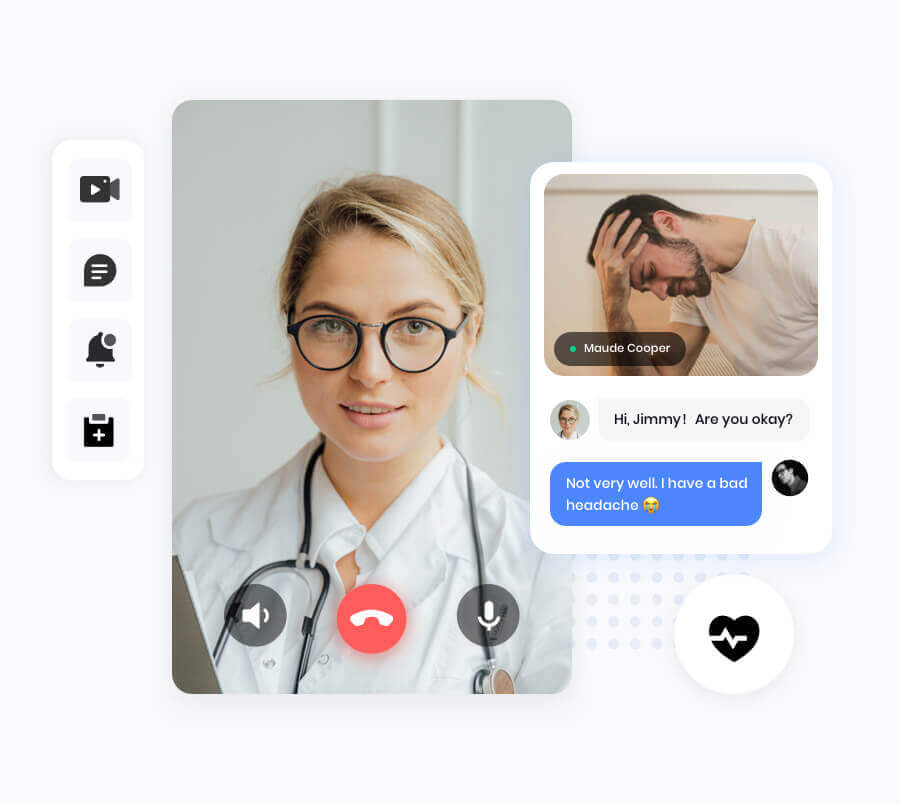 Maude Cooper
Hi, Jimmy! Are you okay?
Not very well. I have a bad
headache 😭